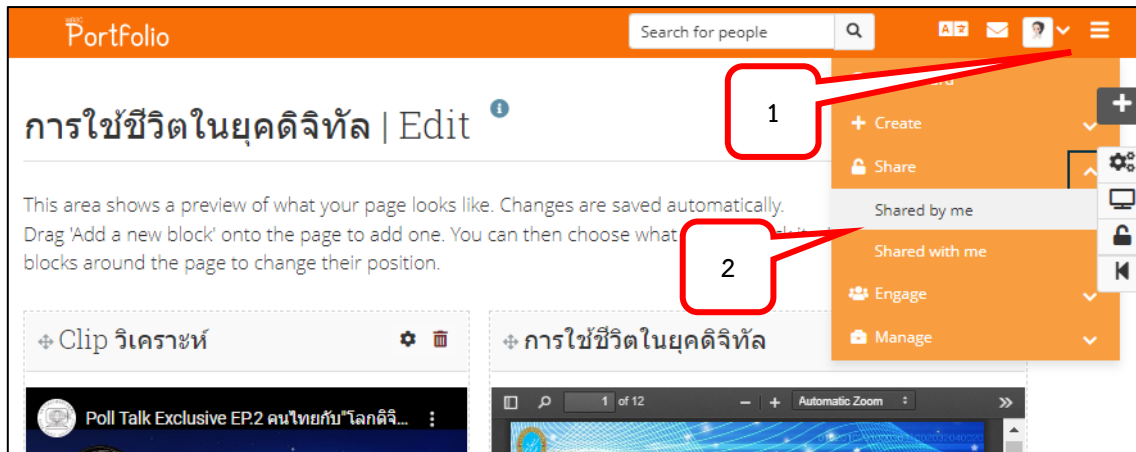 Portfolio
Search for people
1
+ Create
Share
การใช้ชีวิตในยุคดิจิทัล | Edit
This area shows a preview of what your page looks like. Changes are saved automatically.
Shared by me
Drag 'Add a new block' onto the page to add one. You can then choose what
2
Shared with me
blocks around the page to change their position.
Engage
Manage
Clip วิเคราะห์
การใช้ชีวิตในยุคดิจิทัล
Poll Talk Exclusive EP.2 คนไทยกับ"โลกดิจิ...
1 of 12
Automatic Zoom